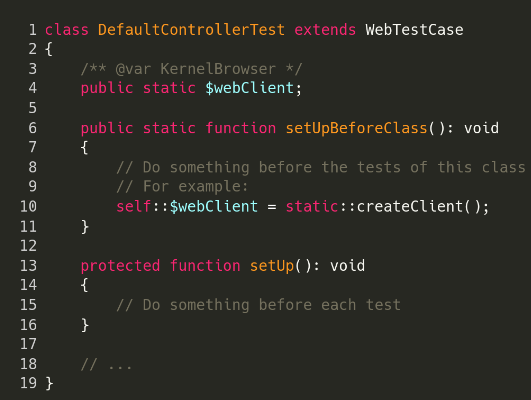 1 class DefaultControllerTest extends WebTestCase
2 {
3     /** @var KernelBrowser */
4     public static $webClient;
5
6     public static function setUpBeforeClass(): void
7     {
8         // Do something before the tests of this class
9         // For example:
10         self::$webClient = static::createClient();
11     }
12
13     protected function setUp(): void
14     {
15         // Do something before each test
16     }
17
18     // ...
19 }